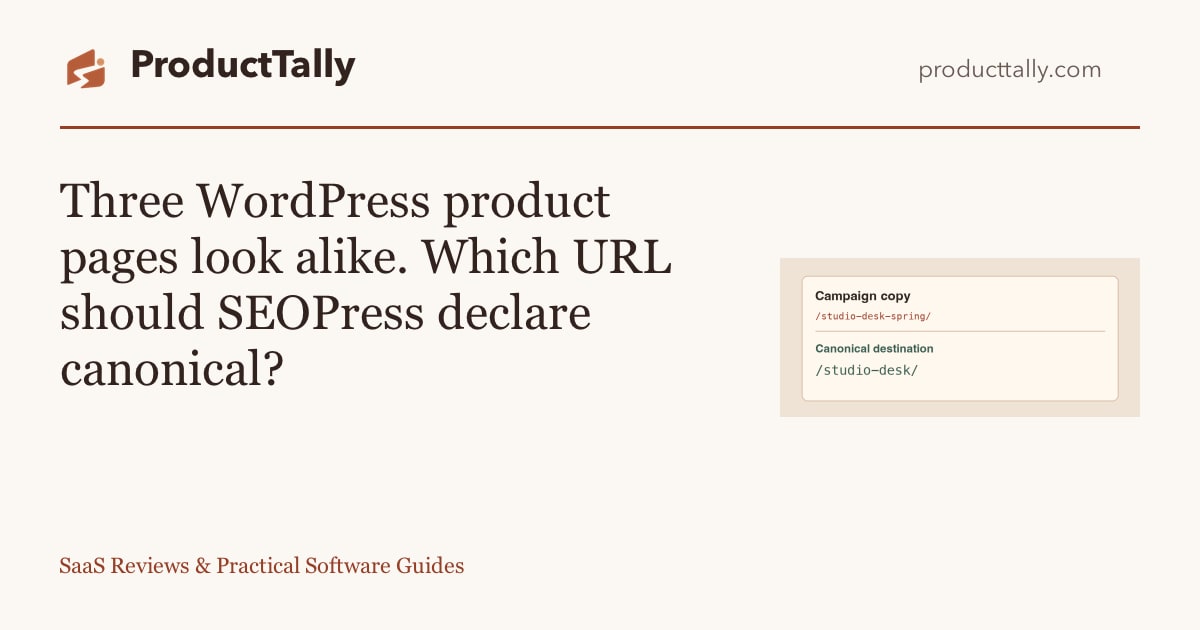 ProductTally
producttally.com
Three WordPress product
pages look alike. Which URL
should SEOPress declare
canonical?
Campaign copy
/studio-desk-spring/
Canonical destination
/studio-desk/
SaaS Reviews & Practical Software Guides